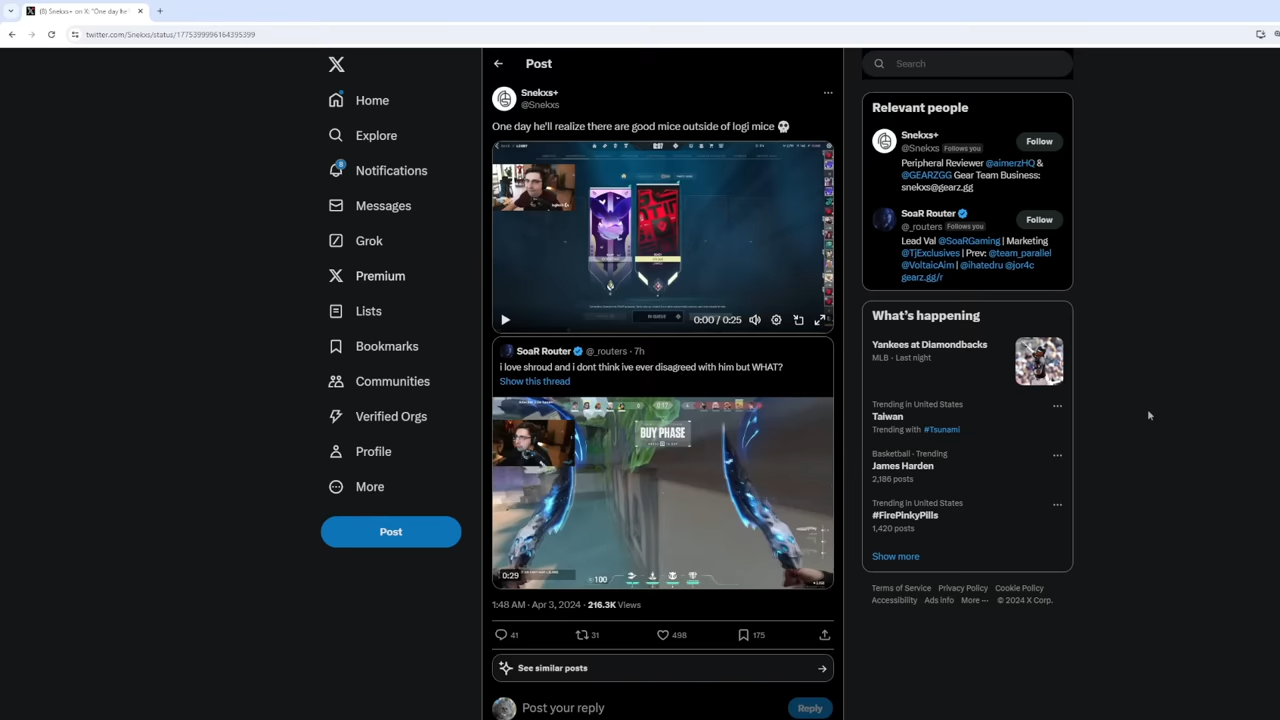 (8) Snekxs+ on X: "One day he
twitter.com/Snekxs/status/1775399996164395399
Home
Explore
8
Notifications
Messages
Grok
Premium
Lists
Bookmarks
Communities
Verified Orgs
Profile
More
Post
Post
Snekxs+
@Snekxs
One day he'll realize there are good mice outside of logi mice 💀
0:00 / 0:25
SoaR Router @_routers · 7h
i love shroud and i dont think ive ever disagreed with him but WHAT?
Show this thread
BUY PHASE
0:29
100
1:48 AM · Apr 3, 2024 · 216.3K Views
41
31
498
175
See similar posts
Post your reply
Reply
Search
Relevant people
Snekxs+
@Snekxs Follows you
Follow
Peripheral Reviewer @aimerzHQ &
@GEARZGG Gear Team Business:
snekxs@gearz.gg
SoaR Router
@_routers Follows you
Follow
Lead Val @SoaRGaming | Marketing
@TjExclusives | Prev: @team_parallel
@VoltaicAim | @ihatedru @jor4c
gearz.gg/r
What's happening
Yankees at Diamondbacks
MLB · Last night
Trending in United States
Taiwan
Trending with #Tsunami
Basketball · Trending
James Harden
2,186 posts
Trending in United States
#FirePinkyPills
1,420 posts
Show more
Terms of Service Privacy Policy Cookie Policy
Accessibility Ads info More ··· © 2024 X Corp.